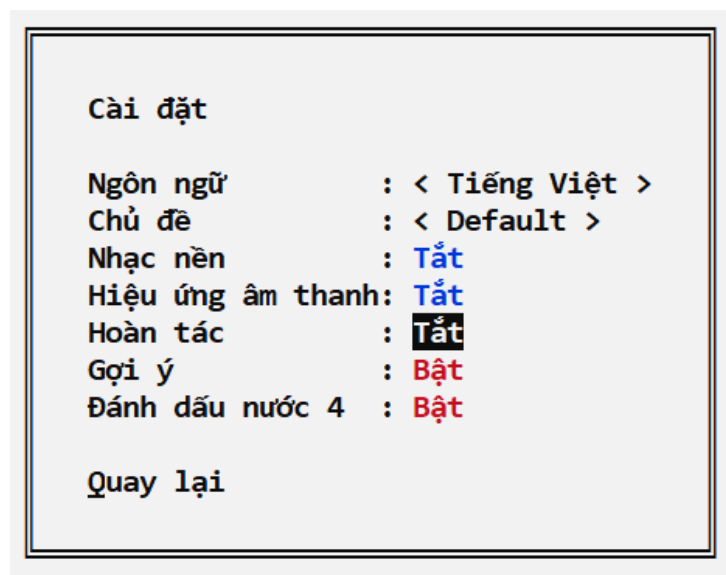 Cài đặt
Ngôn ngữ : < Tiếng Việt >
Chủ đề : < Default >
Nhạc nền : Tắt
Hiệu ứng âm thanh: Tắt
Hoàn tác : Tắt
Gợi ý : Bật
Đánh dấu nước 4 : Bật
Quay lại